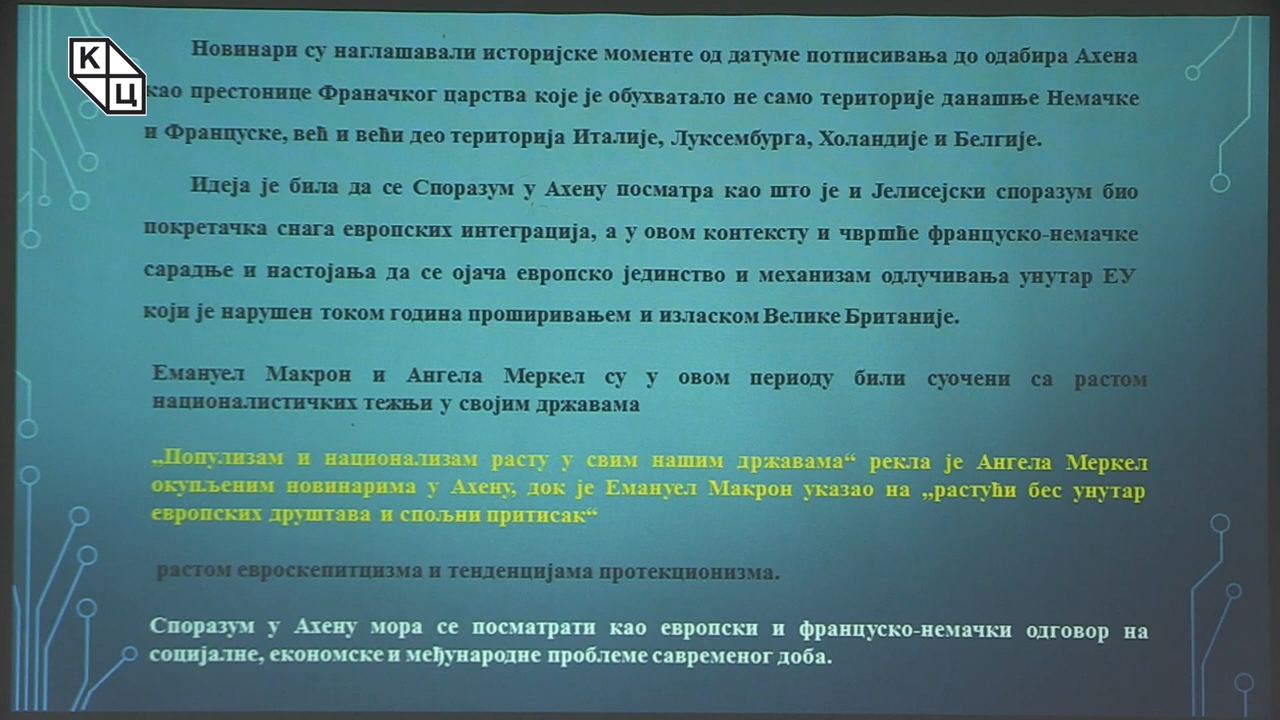 К
Ц
Новинари су наглашавали историјске моменте од датуме потписивања до одабира Ахена
као престонице Франачког царства које је обухватало не само територије данашње Немачке
и Француске, већ и већи део територија Италије, Луксембурга, Холандије и Белгије.
Идеја је била да се Споразум у Ахену посматра као што је и Јелисејски споразум био
покретачка снага европских интеграција, а у овом контексту и чвршће француско-немачке
сарадње и настојања да се ојача европско јединство и механизам одлучивања унутар ЕУ
који је нарушен током година проширивањем и изласком Велике Британије.
Емануел Макрон и Ангела Меркел су у овом периоду били суочени са растом
националистичких тежњи у својим државама
„Популизам и национализам расту у свим нашим државама“ рекла је Ангела Меркел
окупљеним новинарима у Ахену, док је Емануел Макрон указао на „растући бес унутар
европских друштава и спољни притисак“
растом евроскепитцизма и тенденцијама протекционизма.
Споразум у Ахену мора се посматрати као европски и француско-немачки одговор на
социјалне, економске и међународне проблеме савременог доба.